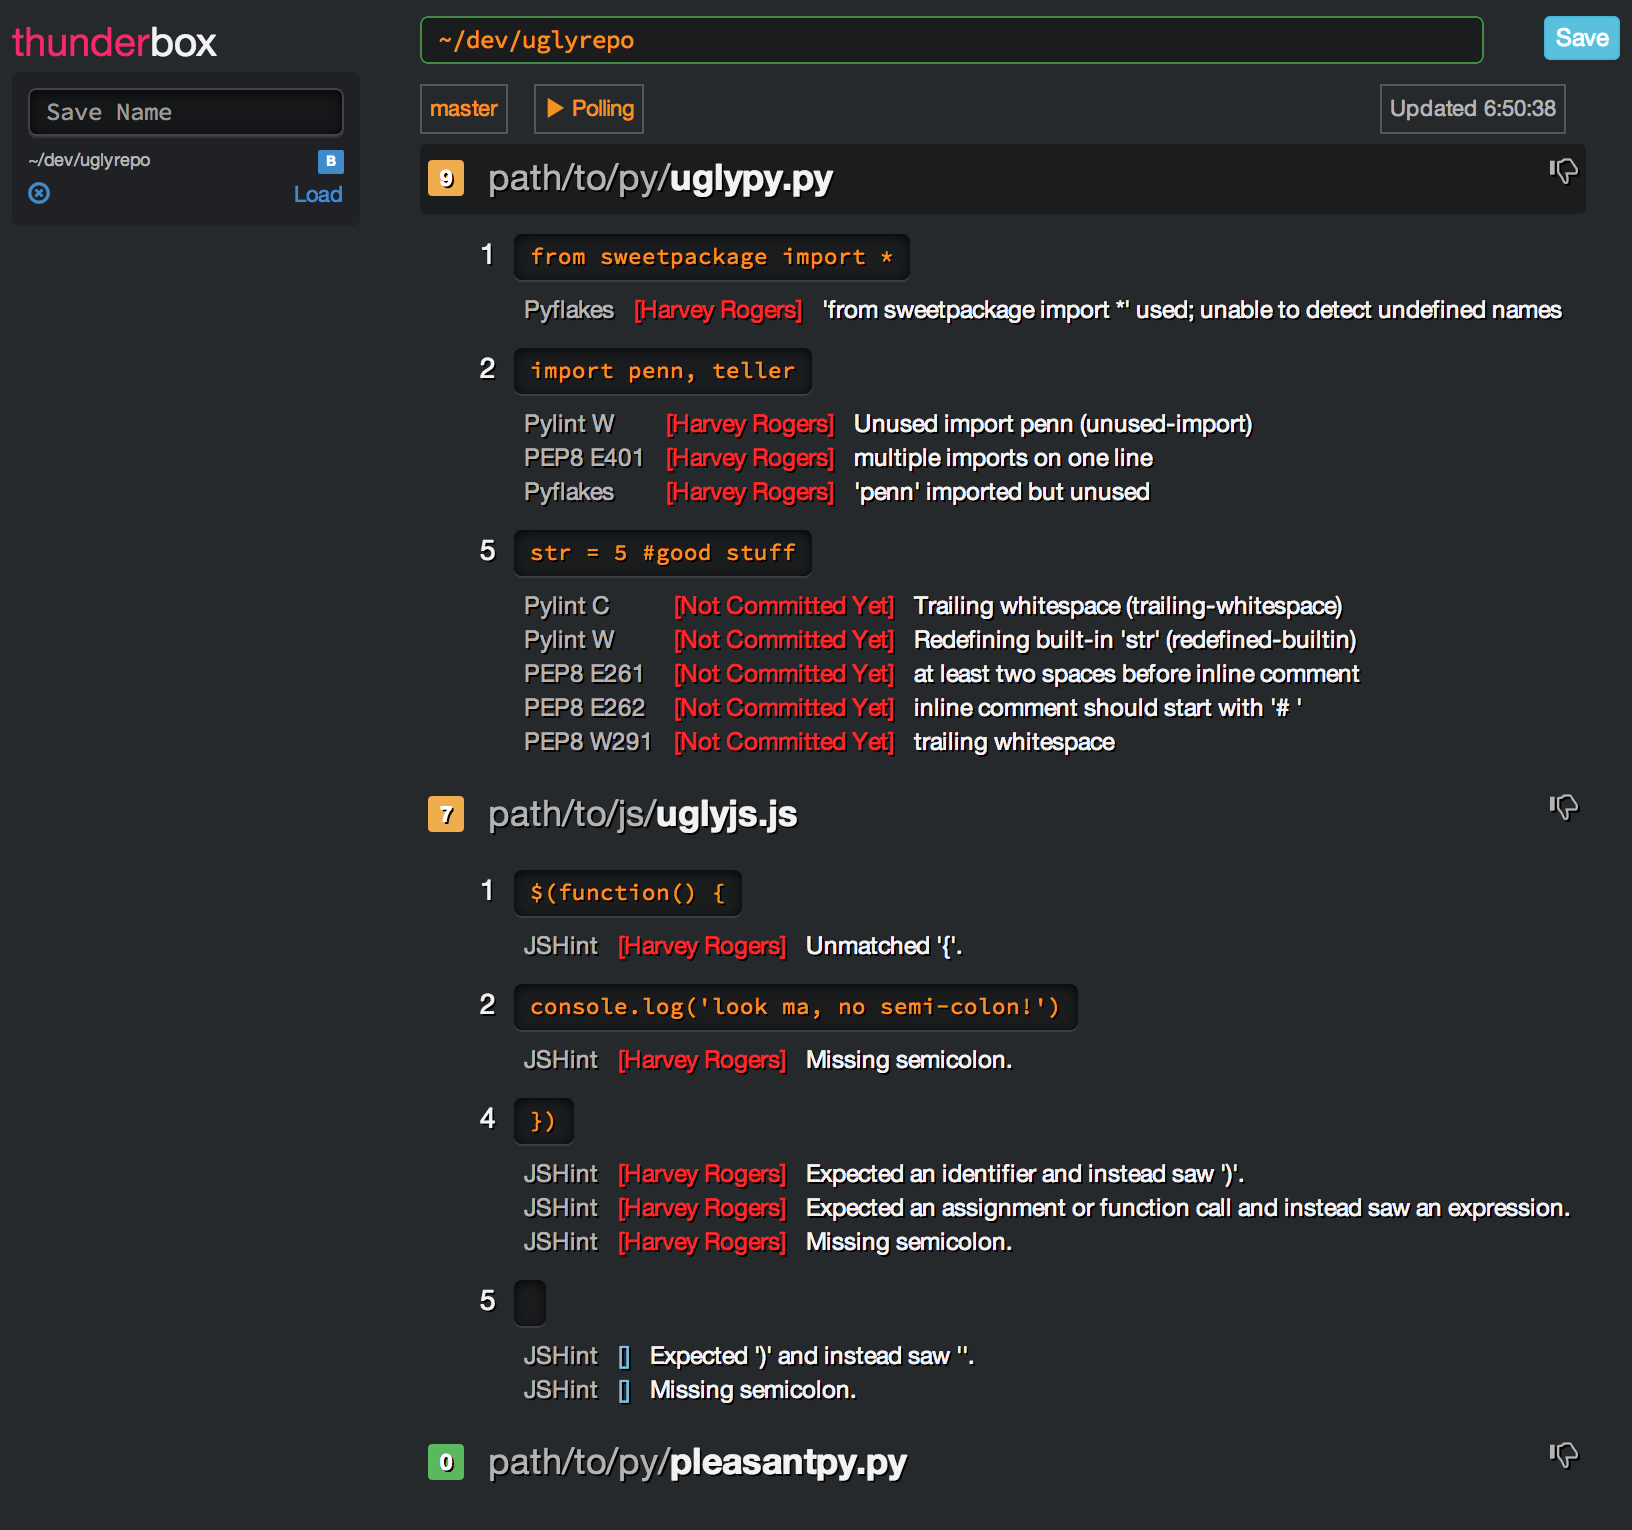 thunderbox
~/dev/uglyrepo
Save
Save Name
~/dev/uglyrepo
B
Load
master
Polling
Updated 6:50:38
9 path/to/py/uglypy.py
1 from sweetpackage import *
Pyflakes [Harvey Rogers] 'from sweetpackage import *' used; unable to detect undefined names
2 import penn, teller
Pylint W [Harvey Rogers] Unused import penn (unused-import)
PEP8 E401 [Harvey Rogers] multiple imports on one line
Pyflakes [Harvey Rogers] 'penn' imported but unused
5 str = 5 #good stuff
Pylint C [Not Committed Yet] Trailing whitespace (trailing-whitespace)
Pylint W [Not Committed Yet] Redefining built-in 'str' (redefined-builtin)
PEP8 E261 [Not Committed Yet] at least two spaces before inline comment
PEP8 E262 [Not Committed Yet] inline comment should start with '# '
PEP8 W291 [Not Committed Yet] trailing whitespace
7 path/to/js/uglyjs.js
1 $(function() {
JSHint [Harvey Rogers] Unmatched '{'.
2 console.log('look ma, no semi-colon!')
JSHint [Harvey Rogers] Missing semicolon.
4 })
JSHint [Harvey Rogers] Expected an identifier and instead saw ')'.
JSHint [Harvey Rogers] Expected an assignment or function call and instead saw an expression.
JSHint [Harvey Rogers] Missing semicolon.
5
JSHint [] Expected ')' and instead saw ''.
JSHint [] Missing semicolon.
0 path/to/py/pleasantpy.py